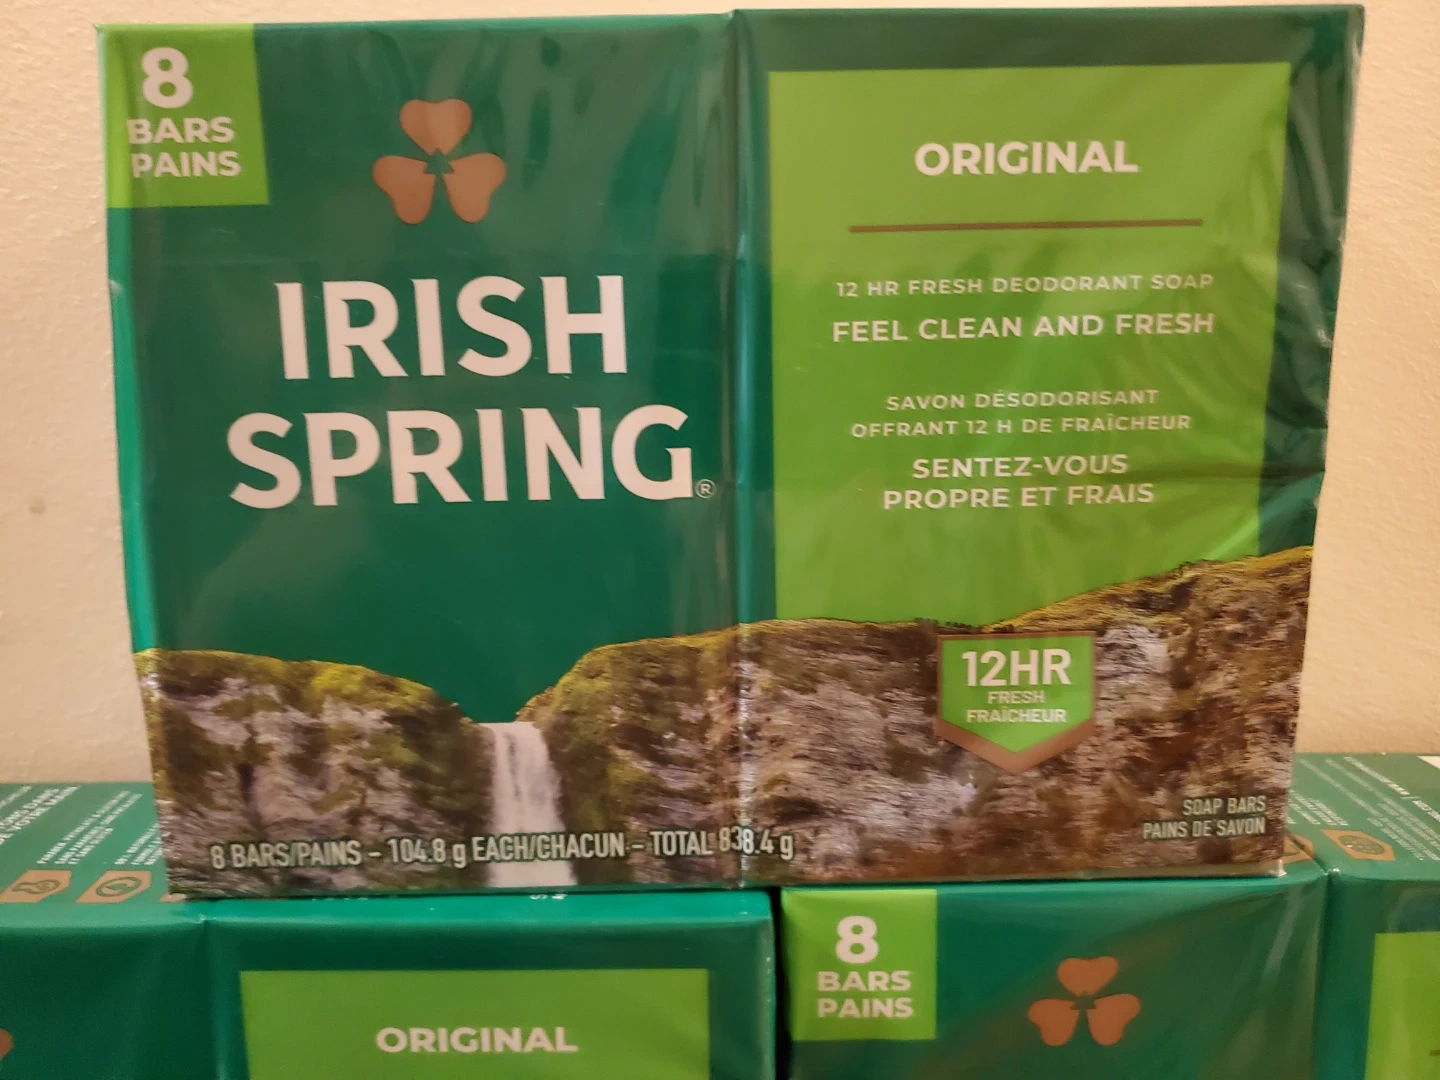 8
BARS
PAINS
IRISH
SPRING®
ORIGINAL
12 HR FRESH DEODORANT SOAP
FEEL CLEAN AND FRESH
SAVON DÉSODORISANT
OFFRANT 12 H DE FRAÎCHEUR
SENTEZ-VOUS
PROPRE ET FRAIS
12HR
FRESH
FRAÎCHEUR
SOAP BARS
PAINS DE SAVON
8 BARS/PAINS – 104.8 g EACH/CHACUN – TOTAL 838.4 g
ORIGINAL
8
BARS
PAINS